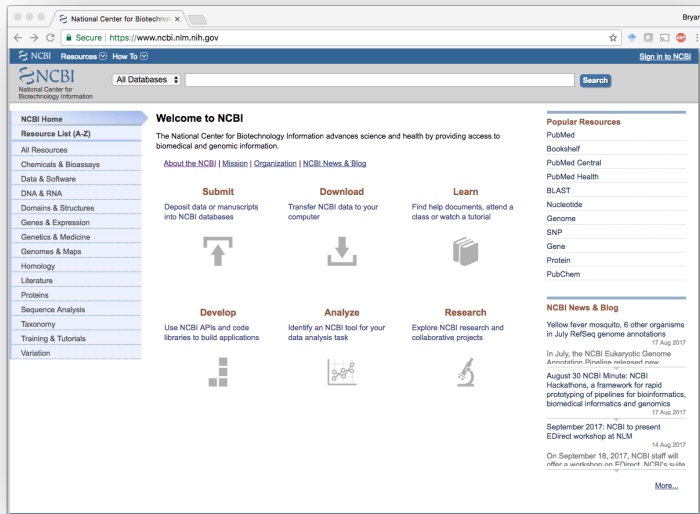 National Center for Biotechnol
Bryan
Secure | https://www.ncbi.nlm.nih.gov
NCBI Resources How To
Sign in to NCBI
NCBI
National Center for
Biotechnology Information
All Databases
Search
NCBI Home
Resource List (A-Z)
All Resources
Chemicals & Bioassays
Data & Software
DNA & RNA
Domains & Structures
Genes & Expression
Genetics & Medicine
Genomes & Maps
Homology
Literature
Proteins
Sequence Analysis
Taxonomy
Training & Tutorials
Variation
Welcome to NCBI
The National Center for Biotechnology Information advances science and health by providing access to
biomedical and genomic information.
About the NCBI | Mission | Organization | NCBI News & Blog
Submit
Deposit data or manuscripts
into NCBI databases
Download
Transfer NCBI data to your
computer
Learn
Find help documents, attend a
class or watch a tutorial
Develop
Use NCBI APIs and code
libraries to build applications
Analyze
Identify an NCBI tool for your
data analysis task
Research
Explore NCBI research and
collaborative projects
Popular Resources
PubMed
Bookshelf
PubMed Central
PubMed Health
BLAST
Nucleotide
Genome
SNP
Gene
Protein
PubChem
NCBI News & Blog
Yellow fever mosquito, 6 other organisms
in July RefSeq genome annotations
17 Aug 2017
In July, the NCBI Eukaryotic Genome
Annotation Pipeline released new
August 30 NCBI Minute: NCBI
Hackathons, a framework for rapid
prototyping of pipelines for bioinformatics,
biomedical informatics and genomics
17 Aug 2017
September 2017: NCBI to present
EDirect workshop at NLM
14 Aug 2017
On September 18, 2017, NCBI staff will
offer a workshop on EDirect, NCBI's suite
More...